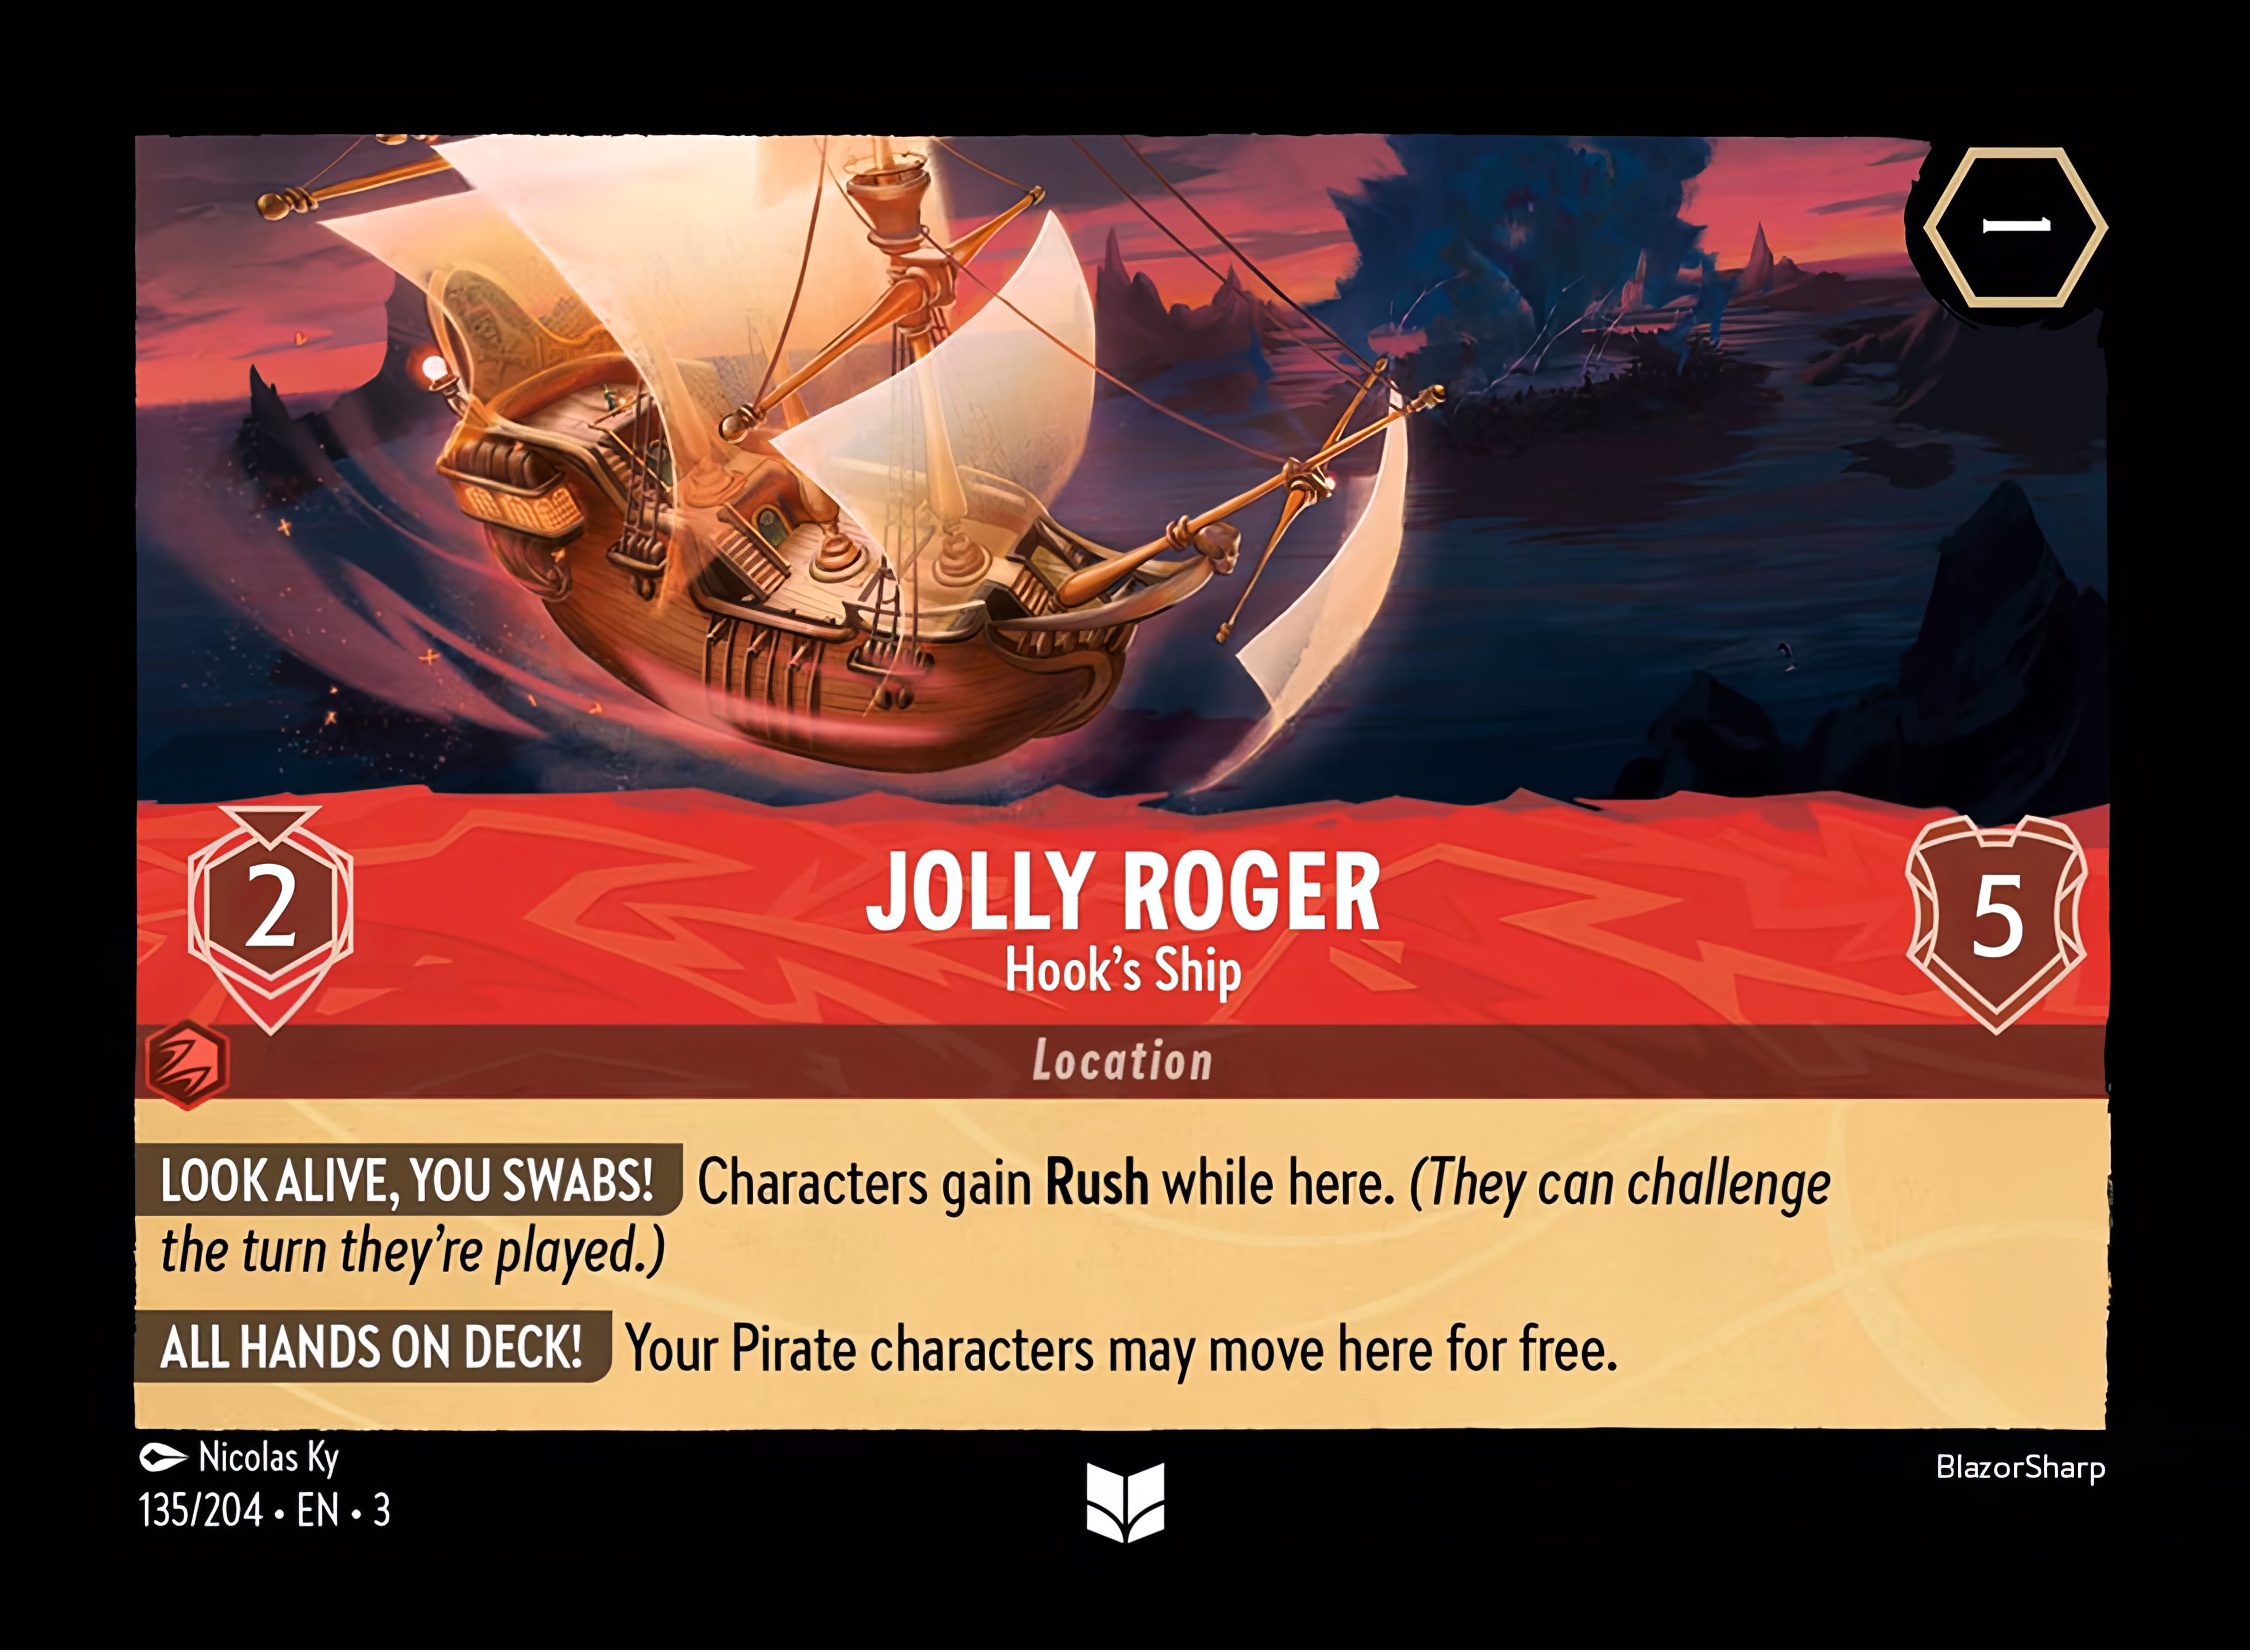 1
2
JOLLY ROGER
5
Hook's Ship
Location
LOOK ALIVE, YOU SWABS! Characters gain Rush while here. (They can challenge
the turn they're played.)
ALL HANDS ON DECK! Your Pirate characters may move here for free.
Nicolas Ky
BlazorSharp
135/204 • EN • 3